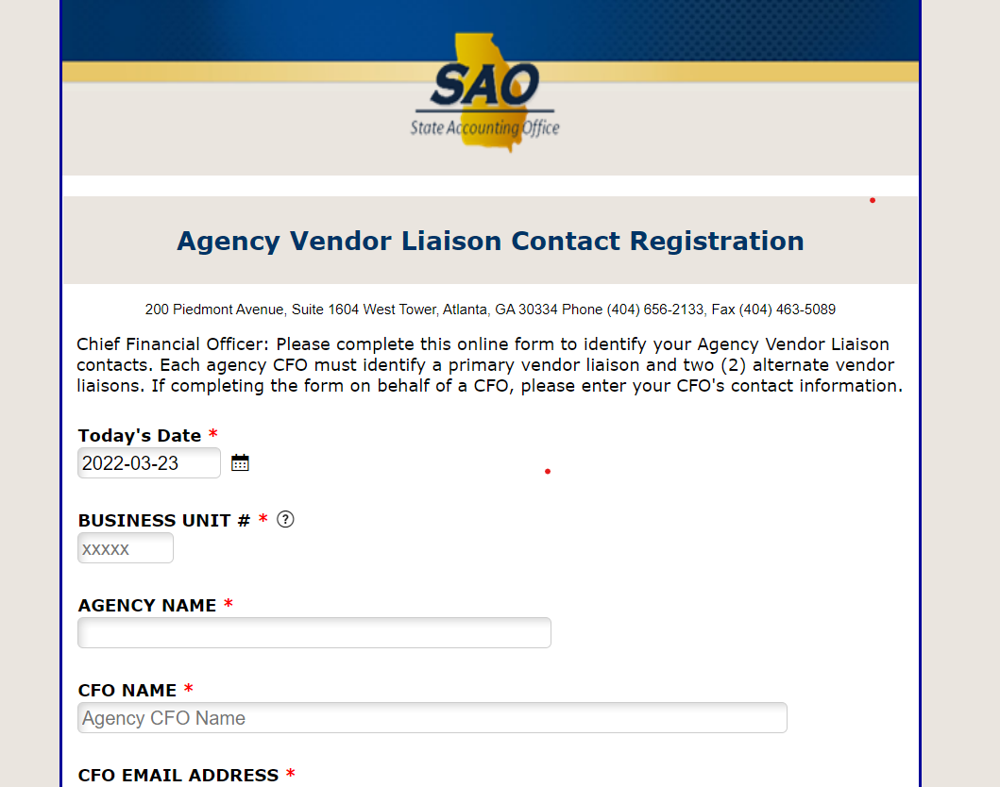 SAO
State Accounting Office
Agency Vendor Liaison Contact Registration
200 Piedmont Avenue, Suite 1604 West Tower, Atlanta, GA 30334 Phone (404) 656-2133, Fax (404) 463-5089
Chief Financial Officer: Please complete this online form to identify your Agency Vendor Liaison
contacts. Each agency CFO must identify a primary vendor liaison and two (2) alternate vendor
liaisons. If completing the form on behalf of a CFO, please enter your CFO's contact information.
Today's Date *
2022-03-23
BUSINESS UNIT # * ?
xxxxx
AGENCY NAME *
CFO NAME *
Agency CFO Name
CFO EMAIL ADDRESS *